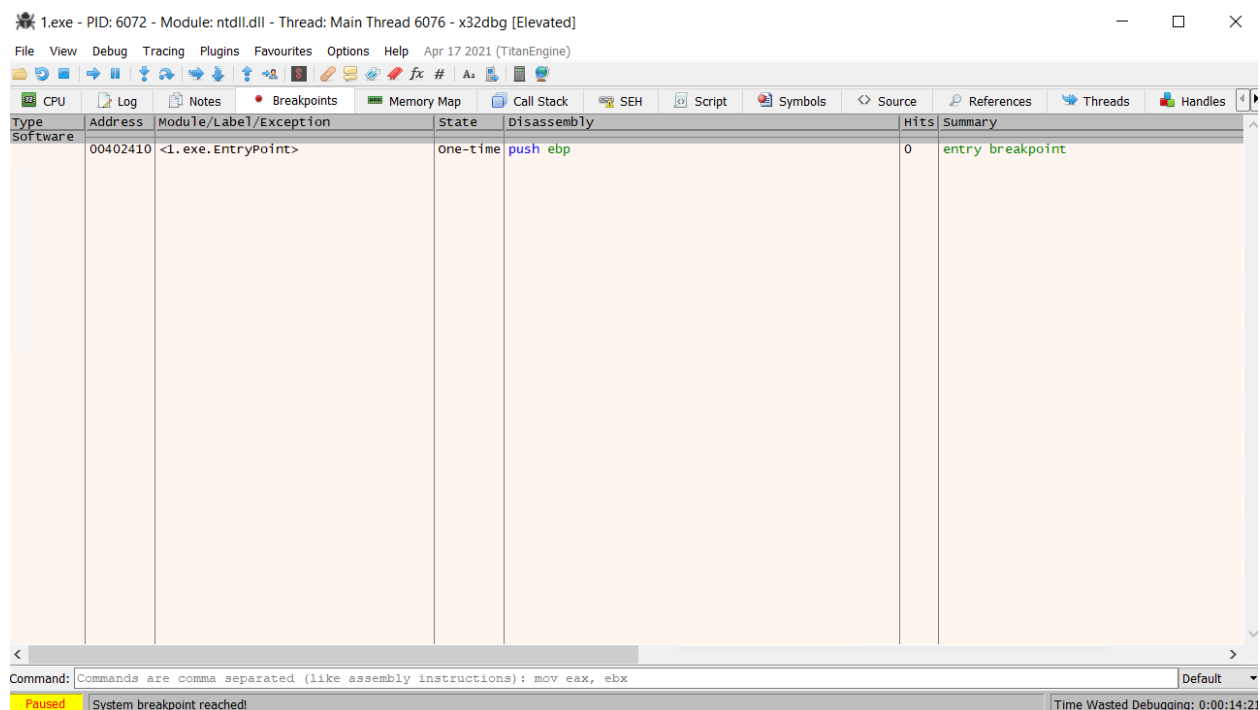 1.exe - PID: 6072 - Module: ntdll.dll - Thread: Main Thread 6076 - x32dbg [Elevated]
File View Debug Tracing Plugins Favourites Options Help Apr 17 2021 (TitanEngine)
CPU Log Notes Breakpoints Memory Map Call Stack SEH Script Symbols Source References Threads Handles
Type Address Module/Label/Exception State Disassembly Hits Summary
Software
00402410 <1.exe.EntryPoint> One-time push ebp 0 entry breakpoint
Command: Commands are comma separated (like assembly instructions): mov eax, ebx Default
Paused System breakpoint reached! Time Wasted Debugging: 0:00:14:21